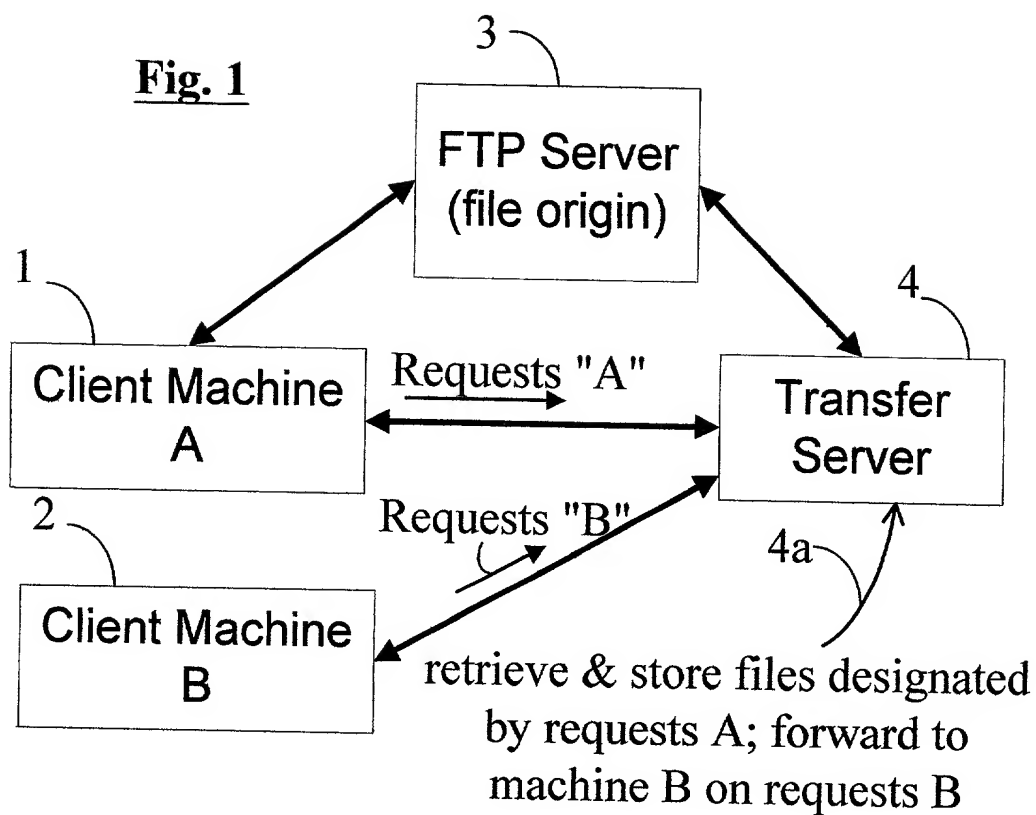 3
Fig. 1
FTP Server
(file origin)
1
4
Client Machine
A
Requests "A"
Transfer
Server
2
Requests "B"
4a
Client Machine
B
retrieve & store files designated
by requests A; forward to
machine B on requests B